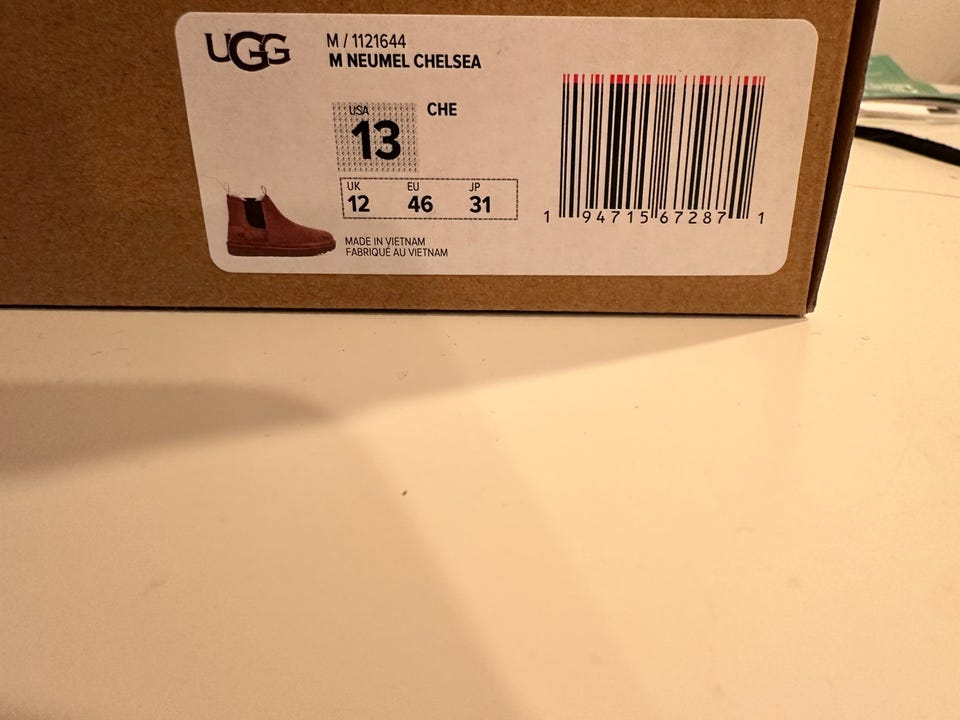 UGG
M / 1121644
M NEUMEL CHELSEA
USA
13
CHE
UK EU JP
12 46 31
MADE IN VIETNAM
FABRIQUÉ AU VIETNAM
1 94715 67287 1